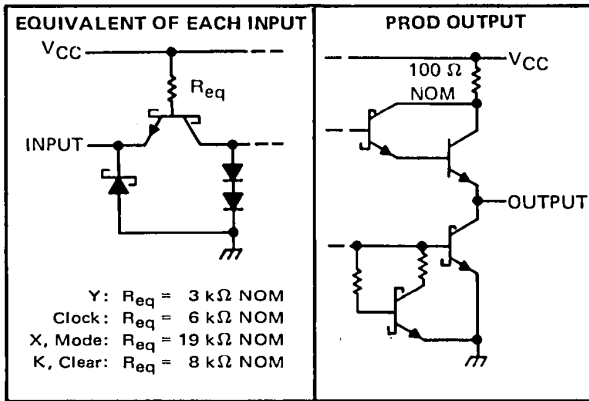 EQUIVALENT OF EACH INPUT
VCC
Req
INPUT
Y: Req = 3 kΩ NOM
Clock: Req = 6 kΩ NOM
X, Mode: Req = 19 kΩ NOM
K, Clear: Req = 8 kΩ NOM
PROD OUTPUT
VCC
100 Ω
NOM
OUTPUT